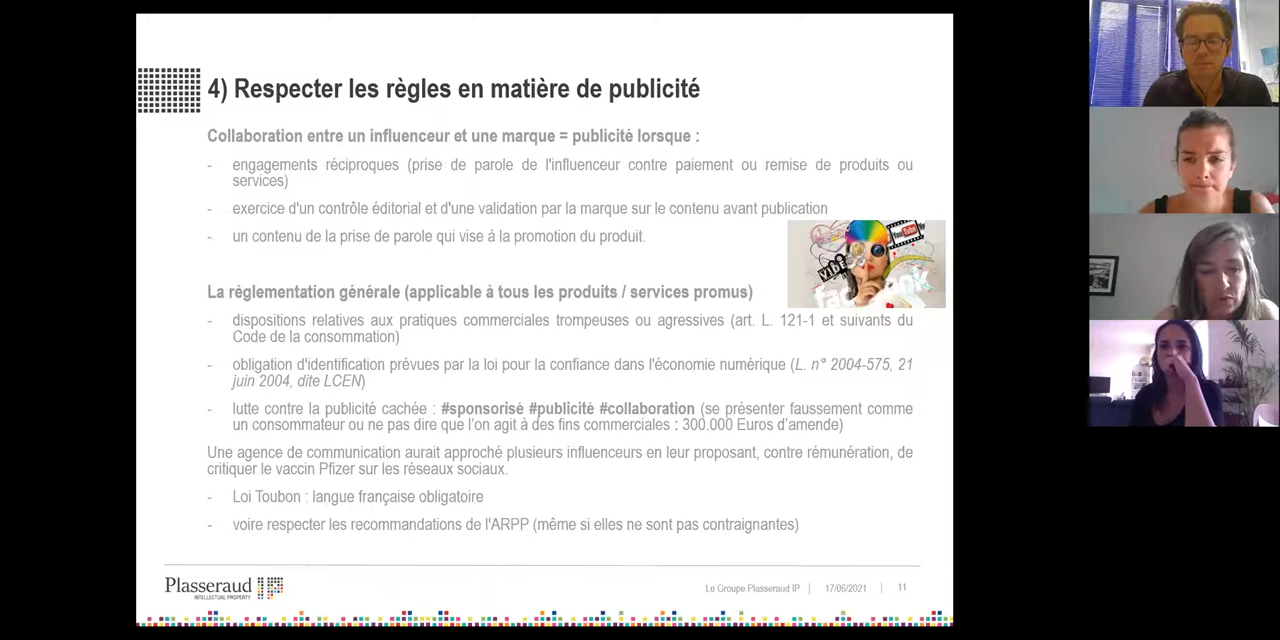 4) Respecter les règles en matière de publicité
Collaboration entre un influenceur et une marque = publicité lorsque :
- engagements réciproques (prise de parole de l'influenceur contre paiement ou remise de produits ou
services)
- exercice d'un contrôle éditorial et d'une validation par la marque sur le contenu avant publication
- un contenu de la prise de parole qui vise à la promotion du produit.
You Tube
VIBE
La règlementation générale (applicable à tous les produits / services promus)
- dispositions relatives aux pratiques commerciales trompeuses ou agressives (art. L. 121-1 et suivants du
Code de la consommation)
- obligation d'identification prévues par la loi pour la confiance dans l'économie numérique (L. n° 2004-575, 21
juin 2004, dite LCEN)
- lutte contre la publicité cachée : #sponsorisé #publicité #collaboration (se présenter faussement comme
un consommateur ou ne pas dire que l'on agit à des fins commerciales : 300.000 Euros d'amende)
Une agence de communication aurait approché plusieurs influenceurs en leur proposant, contre rémunération, de
critiquer le vaccin Pfizer sur les réseaux sociaux.
- Loi Toubon : langue française obligatoire
- voire respecter les recommandations de l'ARPP (même si elles ne sont pas contraignantes)
Plasseraud IP
INTELLECTUAL PROPERTY
Le Groupe Plasseraud IP | 17/06/2021 | 11